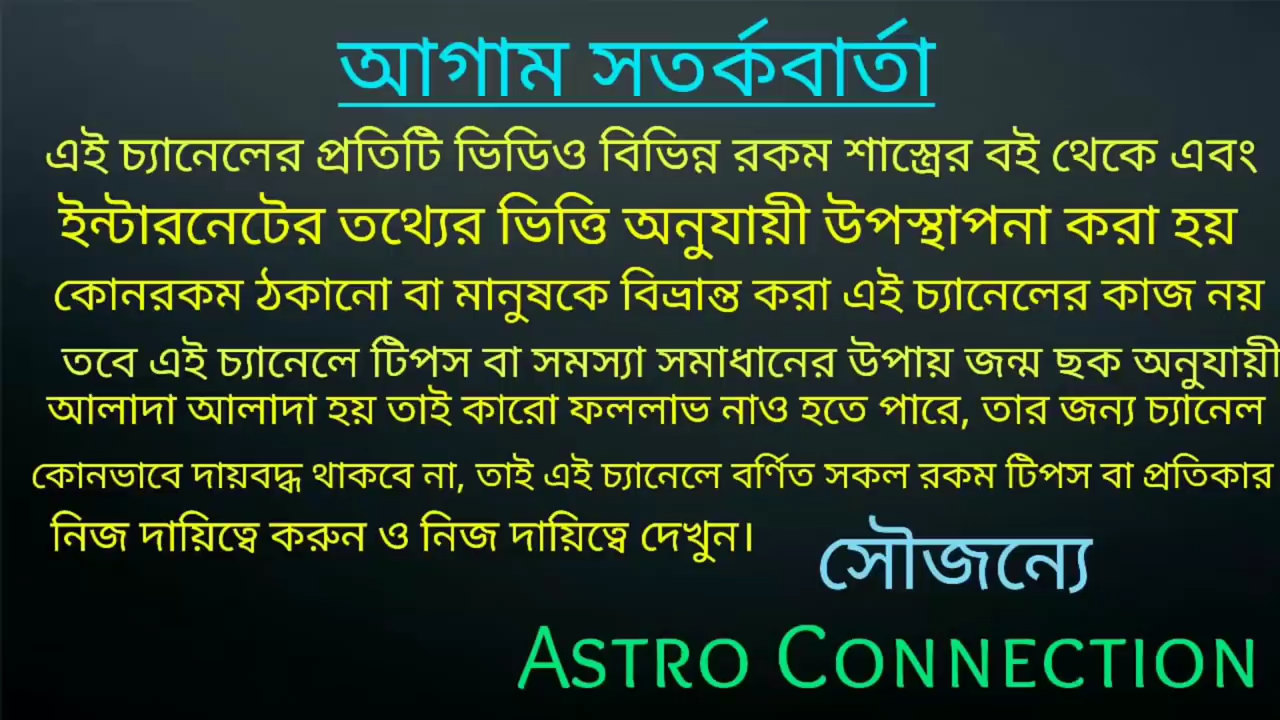 আগাম সতর্কবার্তা
এই চ্যানেলের প্রতিটি ভিডিও বিভিন্ন রকম শাস্ত্রের বই থেকে এবং
ইন্টারনেটের তথ্যের ভিত্তি অনুযায়ী উপস্থাপনা করা হয়
কোনরকম ঠকানো বা মানুষকে বিভ্রান্ত করা এই চ্যানেলের কাজ নয়
তবে এই চ্যানেলে টিপস বা সমস্যা সমাধানের উপায় জন্ম ছক অনুযায়ী
আলাদা আলাদা হয় তাই কারো ফললাভ নাও হতে পারে, তার জন্য চ্যানেল
কোনভাবে দায়বদ্ধ থাকবে না, তাই এই চ্যানেলে বর্ণিত সকল রকম টিপস বা প্রতিকার
নিজ দায়িত্বে করুন ও নিজ দায়িত্বে দেখুন।
সৌজন্যে
ASTRO CONNECTION